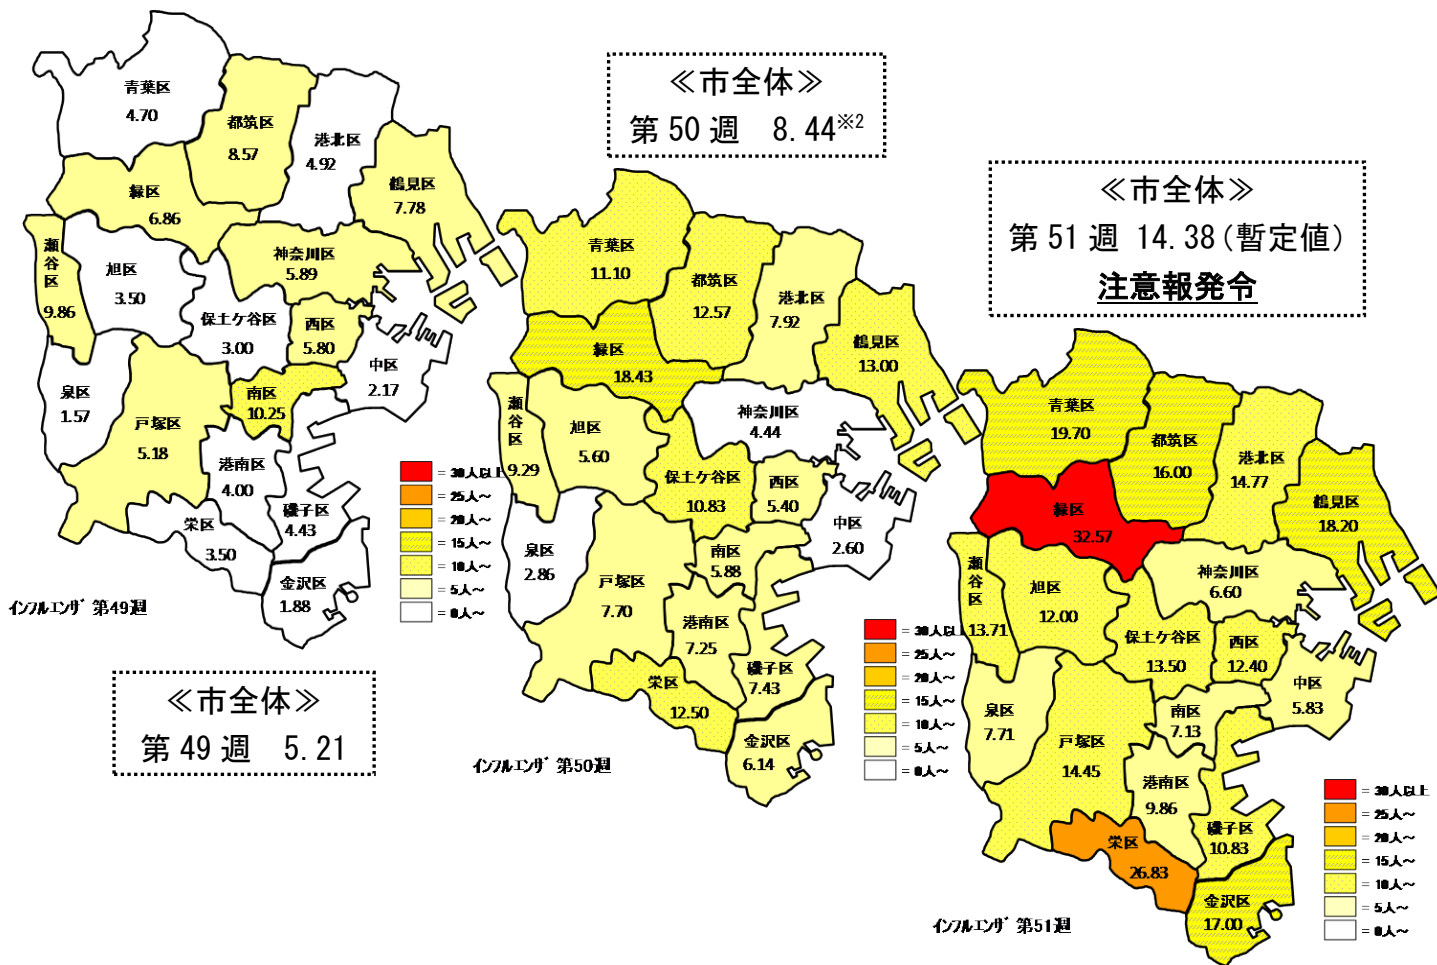 青葉区
4.70
都筑区
8.57
港北区
4.92
鶴見区
7.78
緑区
6.86
瀬谷区
9.86
旭区
3.50
神奈川区
5.89
保土ケ谷区
3.00
西区
5.80
中区
2.17
泉区
1.57
戸塚区
5.18
南区
10.25
港南区
4.00
磯子区
4.43
栄区
3.50
金沢区
1.88
= 30人以上
= 25人～
= 20人～
= 15人～
= 10人～
= 5人～
= 0人～
インフルエンザ 第49週
≪市全体≫
第 49 週 5.21
≪市全体≫
第 50 週 8.44※2
青葉区
11.10
都筑区
12.57
港北区
7.92
鶴見区
13.00
緑区
18.43
瀬谷区
9.29
旭区
5.60
神奈川区
4.44
保土ケ谷区
10.83
西区
5.40
中区
2.60
泉区
2.86
戸塚区
7.70
南区
5.88
港南区
7.25
磯子区
7.43
栄区
12.50
金沢区
6.14
= 30人以上
= 25人～
= 20人～
= 15人～
= 10人～
= 5人～
= 0人～
インフルエンザ 第50週
≪市全体≫
第 51 週 14.38(暫定値)
注意報発令
青葉区
19.70
都筑区
16.00
港北区
14.77
鶴見区
18.20
緑区
32.57
瀬谷区
13.71
旭区
12.00
神奈川区
6.60
保土ケ谷区
13.50
西区
12.40
中区
5.83
泉区
7.71
戸塚区
14.45
南区
7.13
港南区
9.86
磯子区
10.83
栄区
26.83
金沢区
17.00
= 30人以上
= 25人～
= 20人～
= 15人～
= 10人～
= 5人～
= 0人～
インフルエンザ 第51週